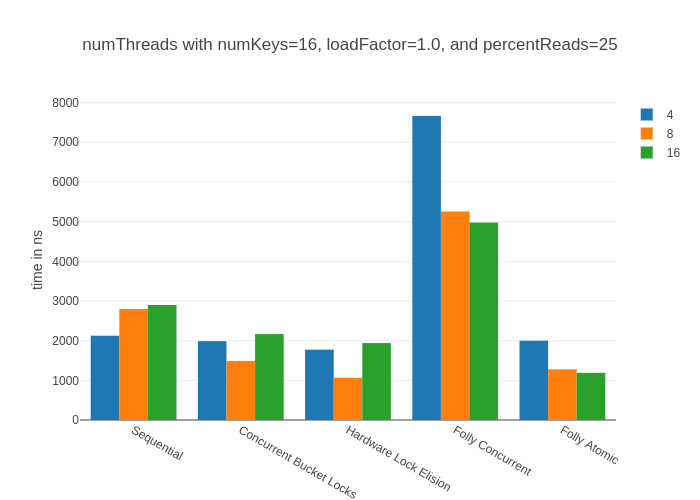 numThreads with numKeys=16, loadFactor=1.0, and percentReads=25
4
8
16
time in ns
8000
7000
6000
5000
4000
3000
2000
1000
0
Sequential
Concurrent Bucket Locks
Hardware Lock Elision
Folly Concurrent
Folly Atomic